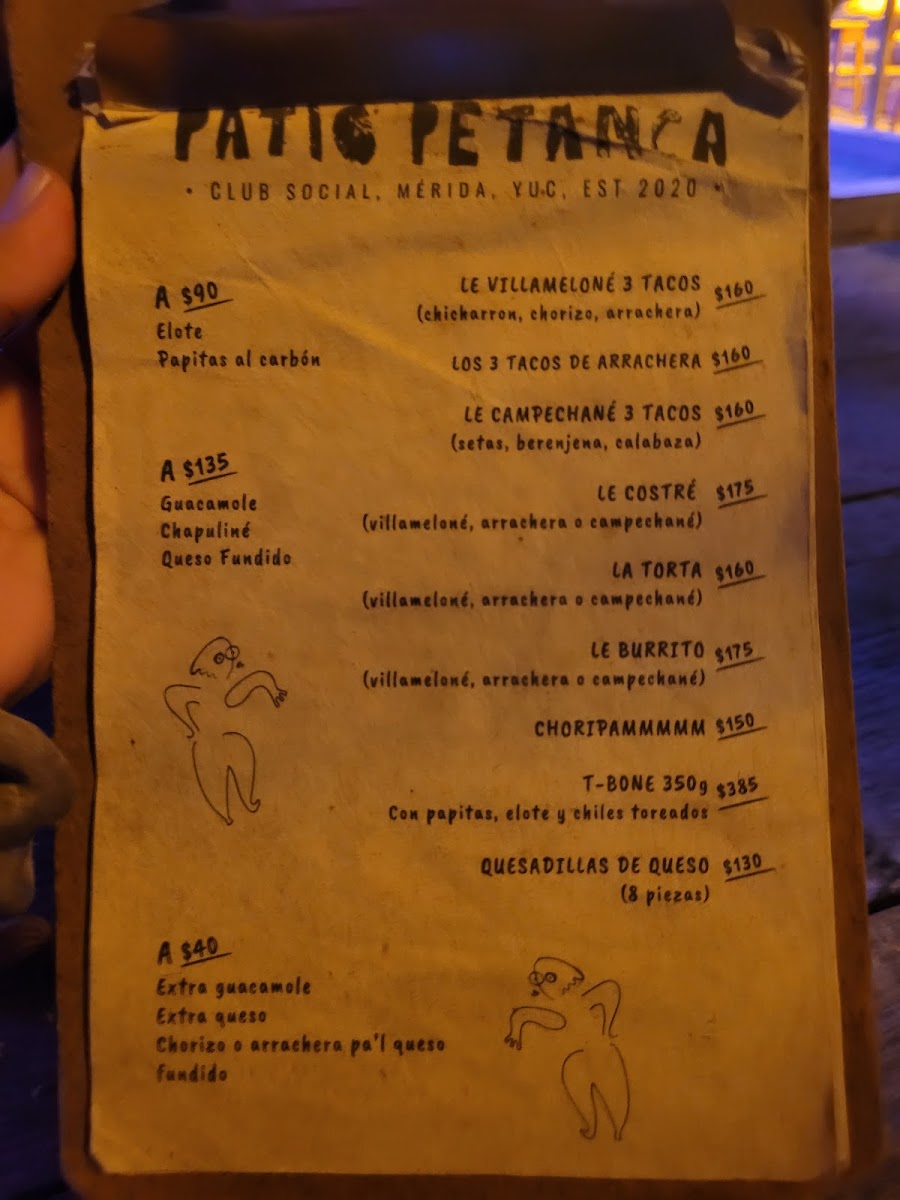 PATIO PETANCA
• CLUB SOCIAL, MÉRIDA, YUC, EST 2020 •
A $90
Elote
Papitas al carbón
A $135
Guacamole
Chapuliné
Queso Fundido
A $40
Extra guacamole
Extra queso
Chorizo o arrachera pa'l queso
fundido
LE VILLAMELONÉ 3 TACOS $160
(chicharron, chorizo, arrachera)
LOS 3 TACOS DE ARRACHERA $160
LE CAMPECHANÉ 3 TACOS $160
(setas, berenjena, calabaza)
LE COSTRÉ $175
(villameloné, arrachera o campechané)
LA TORTA $160
(villameloné, arrachera o campechané)
LE BURRITO $175
(villameloné, arrachera o campechané)
CHORIPAMMMMM $150
T-BONE 350g $385
Con papitas, elote y chiles toreados
QUESADILLAS DE QUESO $130
(8 piezas)